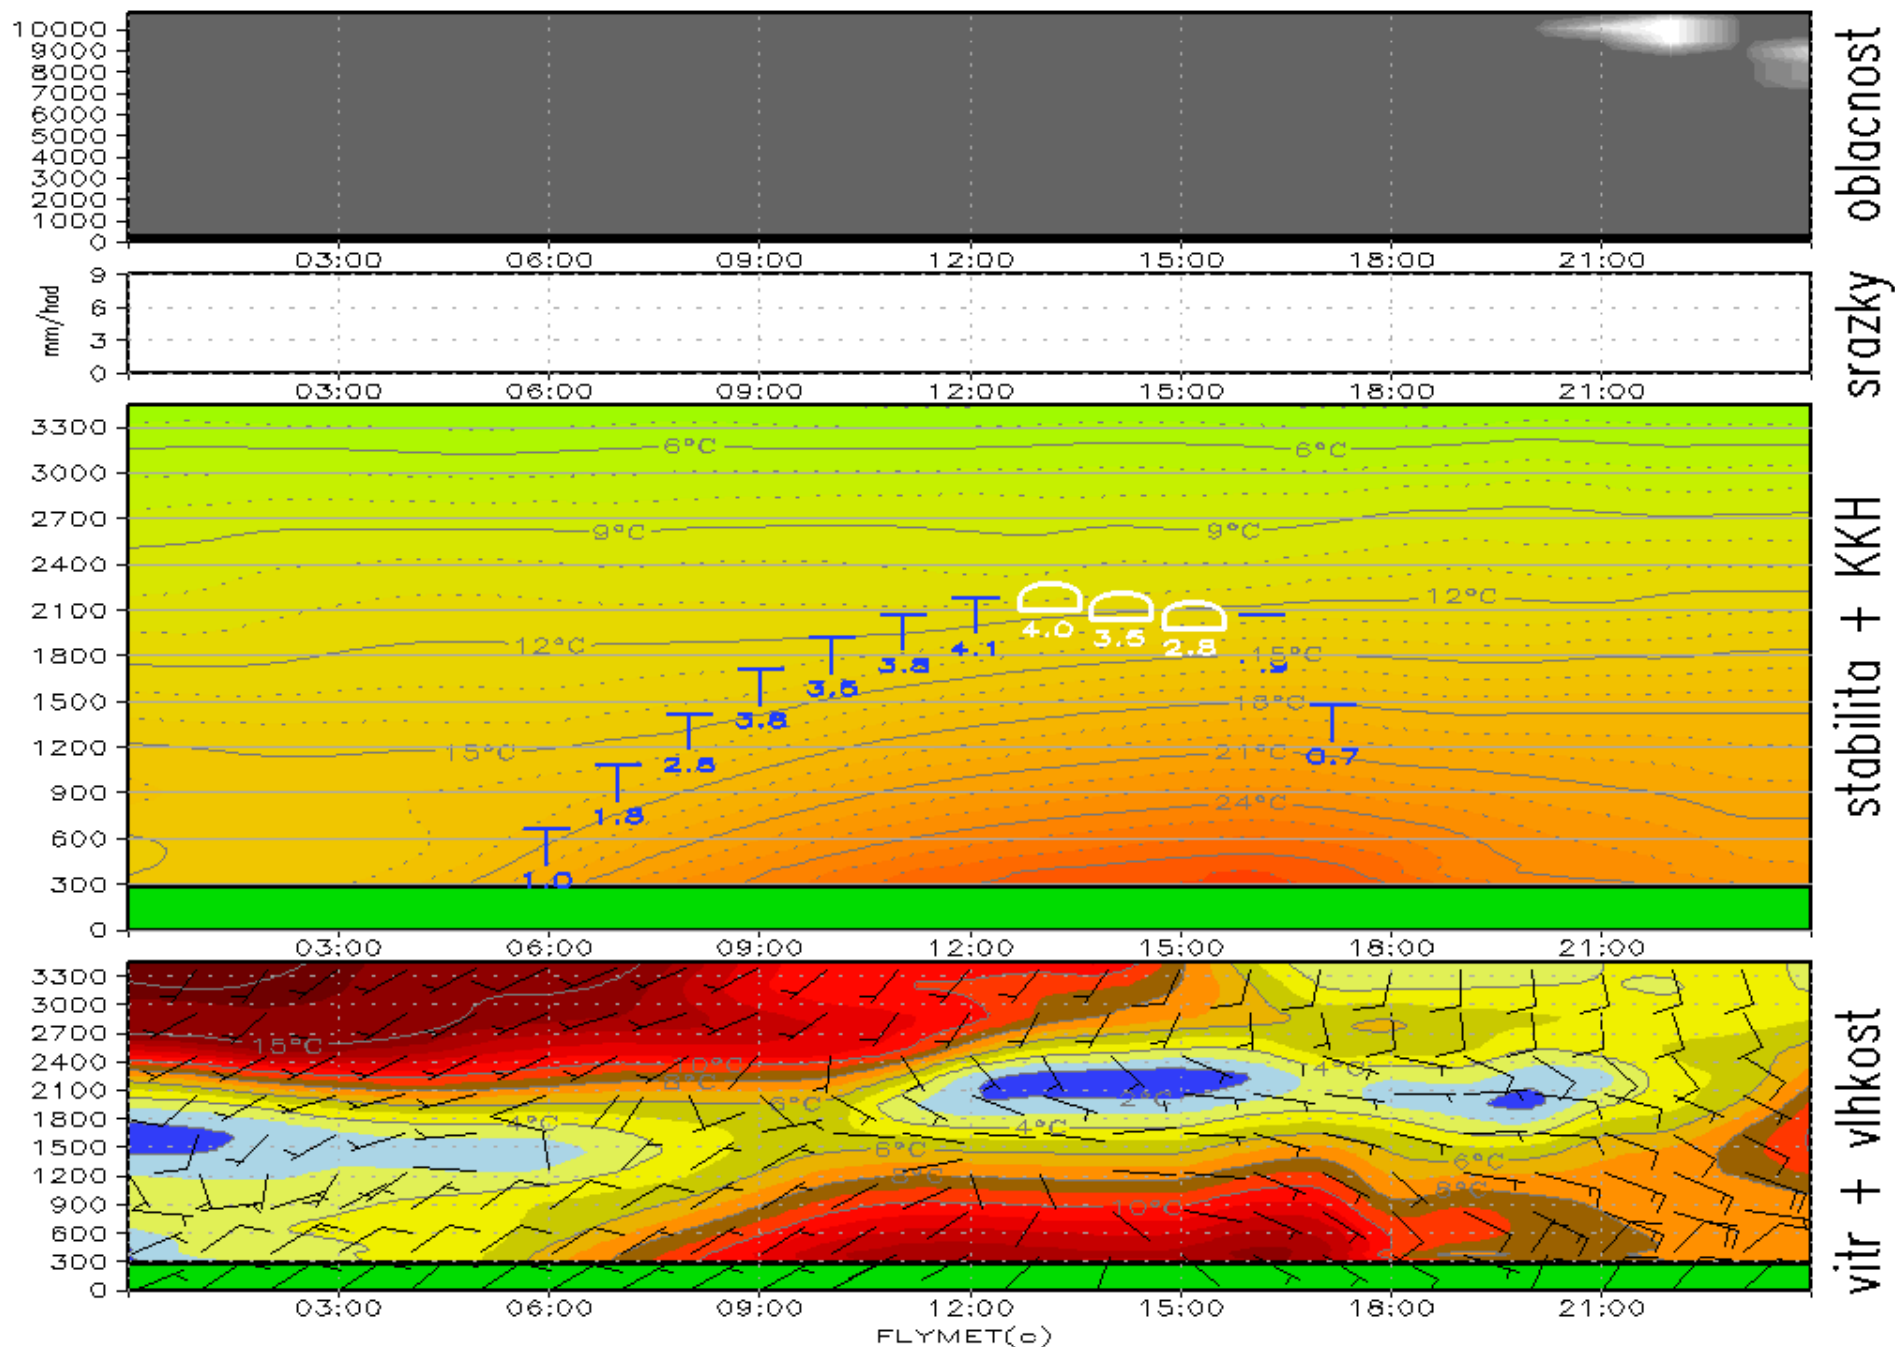 10000
9000
8000
7000
6000
5000
4000
3000
2000
1000
0
oblacnost
03:00 06:00 09:00 12:00 15:00 18:00 21:00
9
6
3
0
mm/hod
srazky
03:00 06:00 09:00 12:00 15:00 18:00 21:00
3300
3000
2700
2400
2100
1800
1500
1200
900
600
300
0
6°C 6°C
9°C 9°C
12°C 12°C
15°C 15°C
18°C
21°C
24°C
1.0
1.8
2.8
3.8
3.5
3.8
4.1
4.0
3.5
2.8
0.7
stabilita + KKH
03:00 06:00 09:00 12:00 15:00 18:00 21:00
3300
3000
2700
2400
2100
1800
1500
1200
900
600
300
0
15°C
10°C
8°C
6°C
4°C
4°C
2°C
4°C
6°C
6°C
8°C
8°C
10°C
vitr + vlhkost
03:00 06:00 09:00 12:00 15:00 18:00 21:00
FLYMET(c)